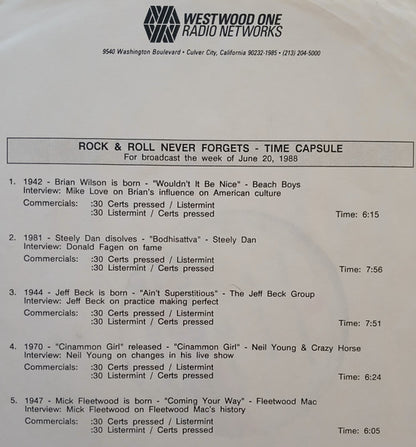 WESTWOOD ONE
RADIO NETWORKS
9540 Washington Boulevard • Culver City, California 90232-1985 • (213) 204-5000
ROCK & ROLL NEVER FORGETS - TIME CAPSULE
For broadcast the week of June 20, 1988
1. 1942 - Brian Wilson is born - "Wouldn't It Be Nice" - Beach Boys
Interview: Mike Love on Brian's influence on American culture
Commercials: :30 Certs pressed / Listermint
:30 Listermint / Certs pressed Time: 6:15
2. 1981 - Steely Dan disolves - "Bodhisattva" - Steely Dan
Interview: Donald Fagen on fame
Commercials: :30 Certs pressed / Listermint
:30 Listermint / Certs pressed Time: 7:56
3. 1944 - Jeff Beck is born - "Ain't Superstitious" - The Jeff Beck Group
Interview: Jeff Beck on practice making perfect
Commercials: :30 Certs pressed / Listermint
:30 Listermint / Certs pressed Time: 7:51
4. 1970 - "Cinammon Girl" released - "Cinammon Girl" - Neil Young & Crazy Horse
Interview: Neil Young on changes in his live show
Commercials: :30 Certs pressed / Listermint
:30 Listermint / Certs pressed Time: 6:24
5. 1947 - Mick Fleetwood is born - "Coming Your Way" - Fleetwood Mac
Interview: Mick Fleetwood on Fleetwood Mac's history
Commercials: :30 Certs pressed / Listermint
:30 Listermint / Certs pressed Time: 6:05